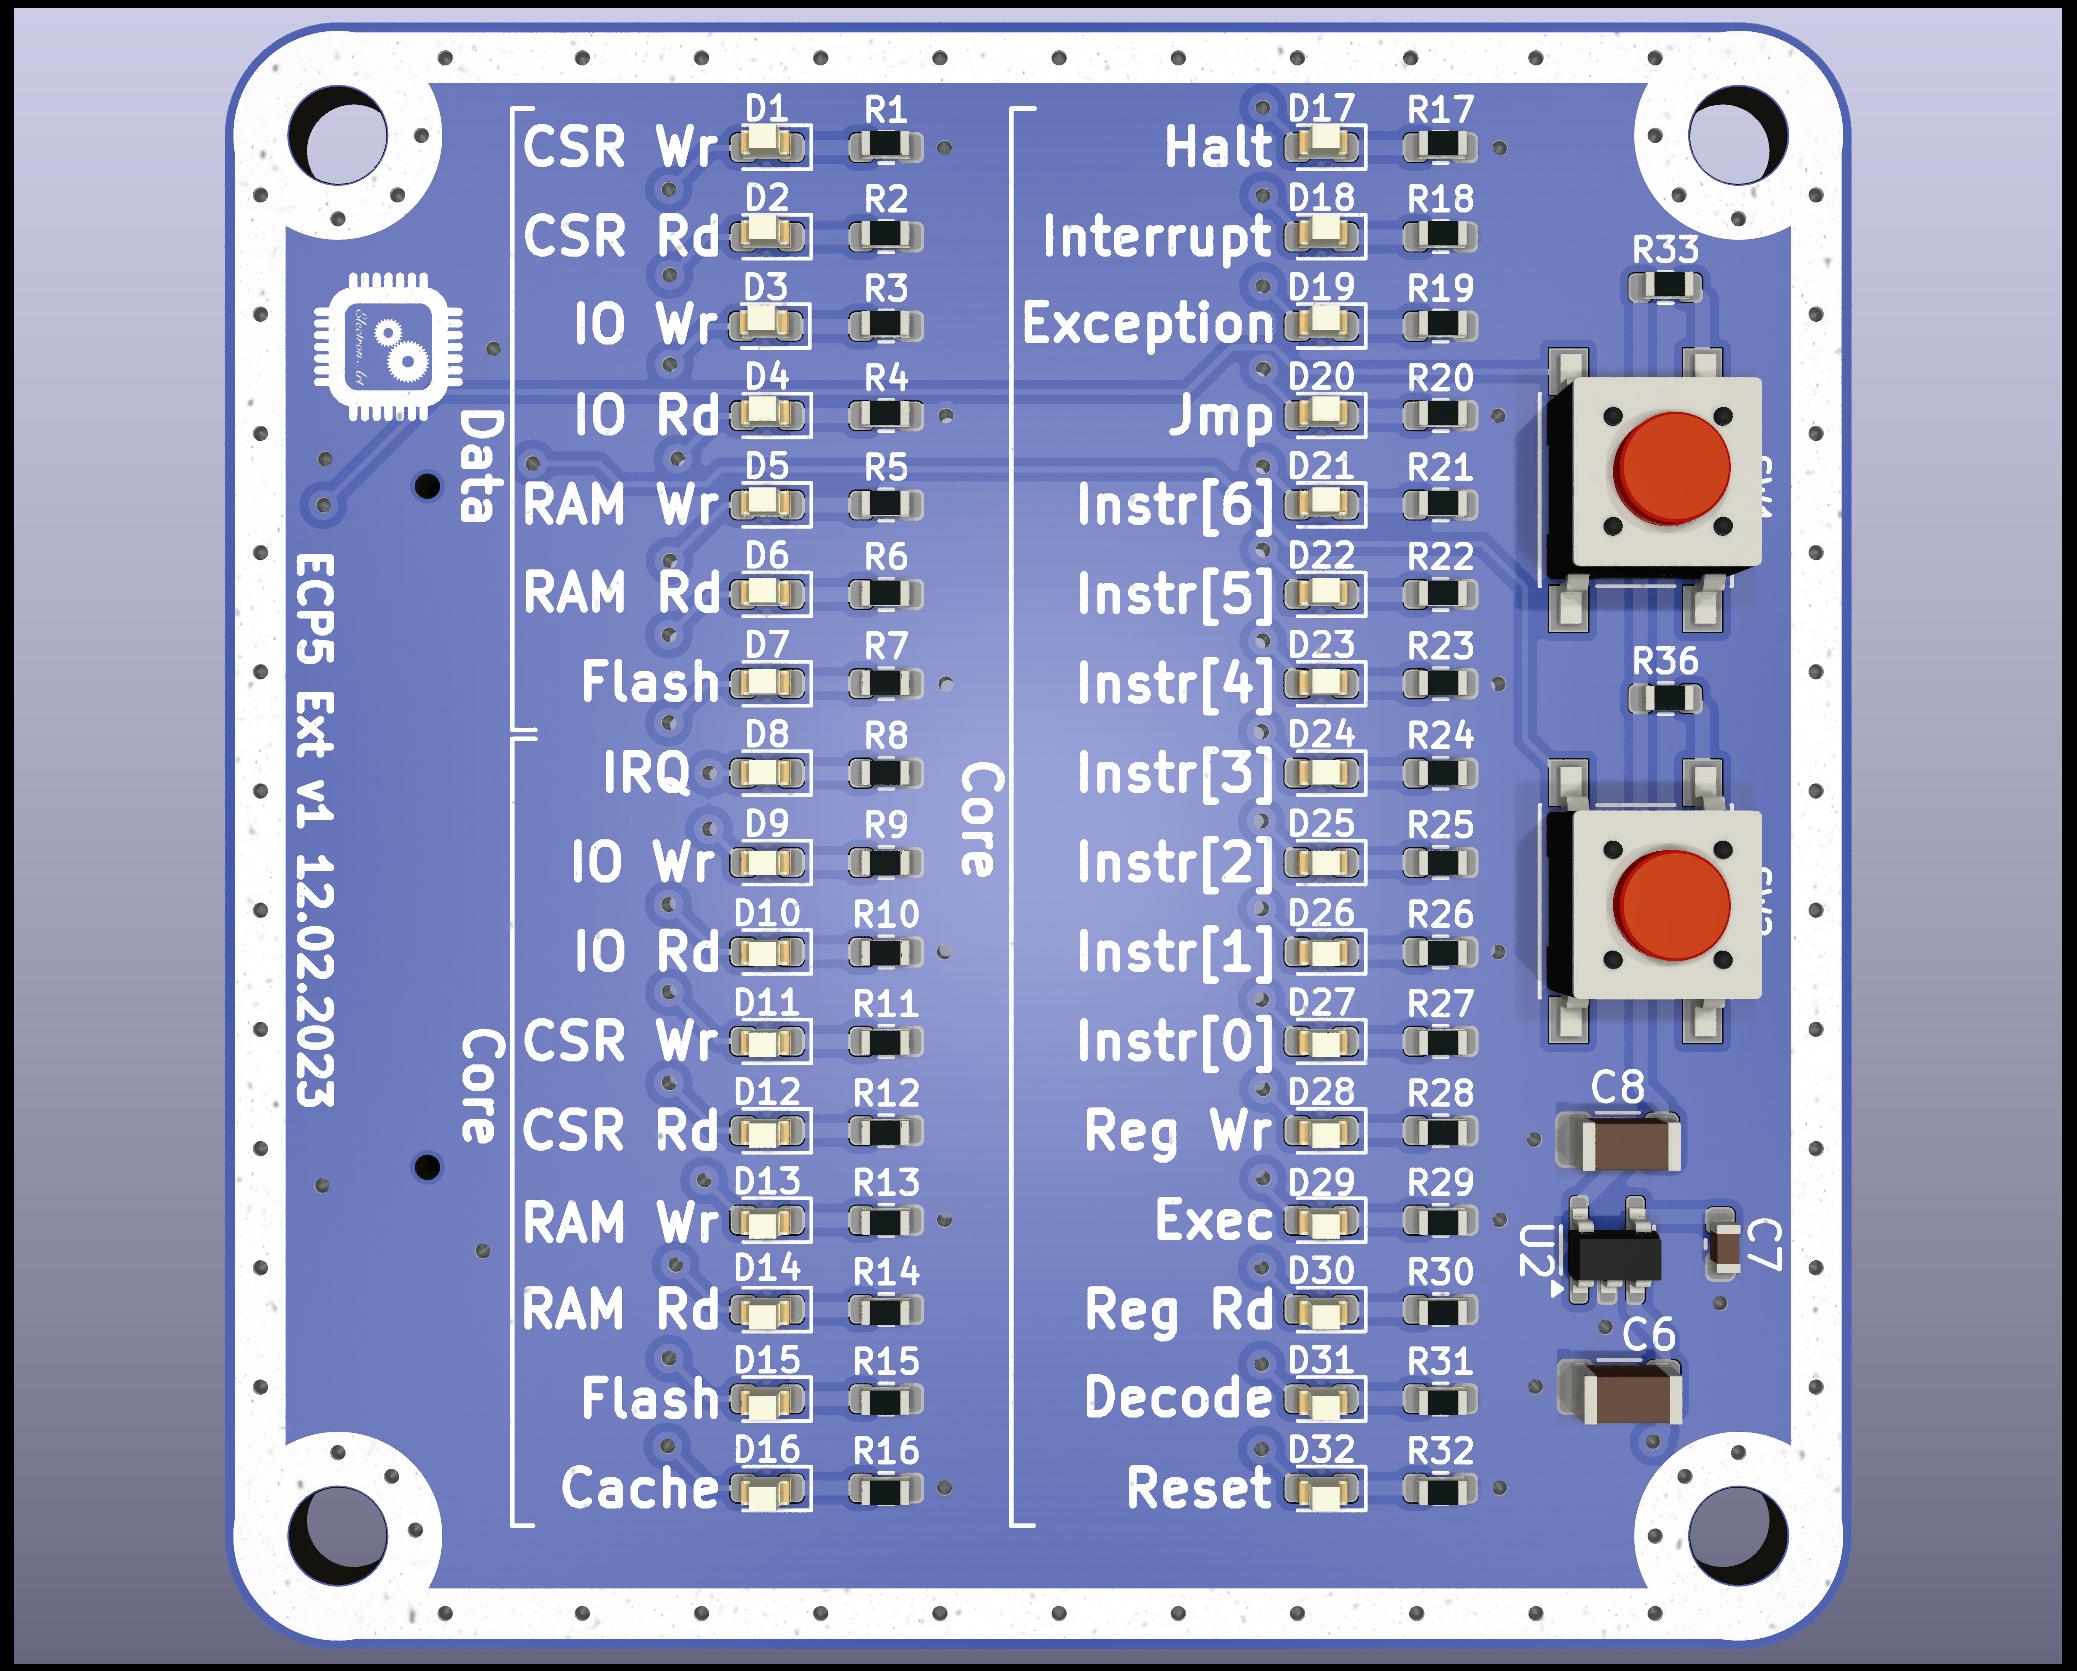 D1 R1
CSR Wr
D2 R2
CSR Rd
D3 R3
IO Wr
D4 R4
IO Rd
D5 R5
RAM Wr
D6 R6
RAM Rd
D7 R7
Flash
Data
D8 R8
IRQ
D9 R9
IO Wr
D10 R10
IO Rd
D11 R11
CSR Wr
D12 R12
CSR Rd
D13 R13
RAM Wr
D14 R14
RAM Rd
D15 R15
Flash
D16 R16
Cache
Core
ECP5 Ext v1 12.02.2023
D17 R17
Halt
D18 R18
Interrupt
D19 R19
Exception
D20 R20
Jmp
D21 R21
Instr[6]
D22 R22
Instr[5]
D23 R23
Instr[4]
D24 R24
Instr[3]
D25 R25
Instr[2]
D26 R26
Instr[1]
D27 R27
Instr[0]
D28 R28
Reg Wr
D29 R29
Exec
D30 R30
Reg Rd
D31 R31
Decode
D32 R32
Reset
Core
R33
R36
C8
U2
C7
C6